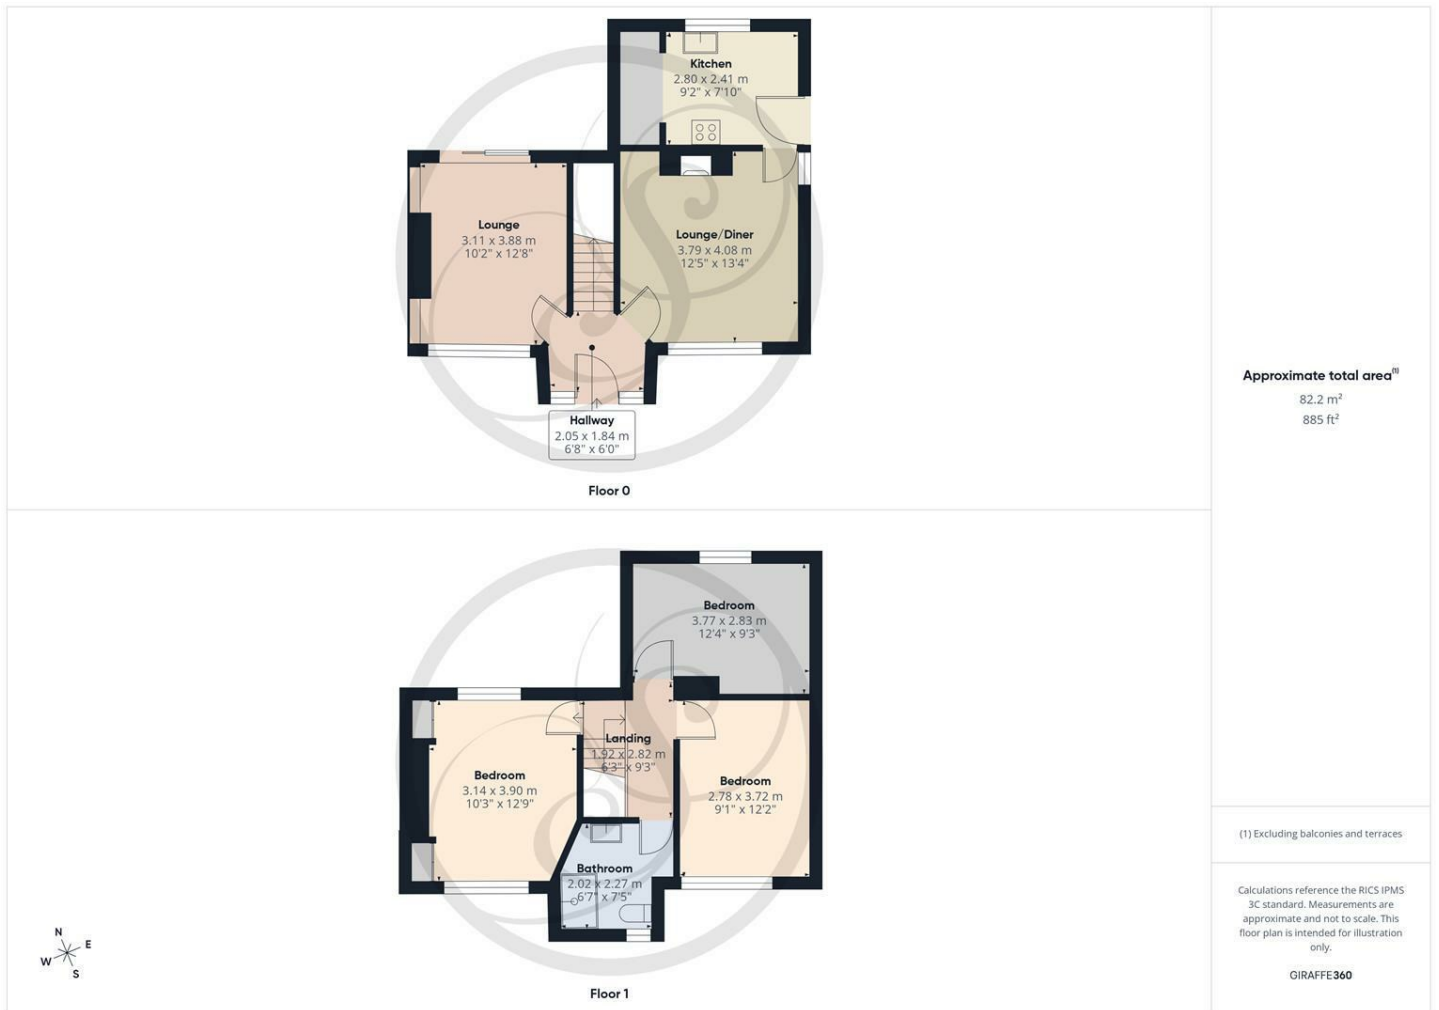 Kitchen
2.80 x 2.41 m
9'2" x 7'10"
Lounge
3.11 x 3.88 m
10'2" x 12'8"
Lounge/Diner
3.79 x 4.08 m
12'5" x 13'4"
Hallway
2.05 x 1.84 m
6'8" x 6'0"
Floor 0
Bedroom
3.77 x 2.83 m
12'4" x 9'3"
Landing
1.92 x 2.82 m
6'3" x 9'3"
Bedroom
3.14 x 3.90 m
10'3" x 12'9"
Bedroom
2.78 x 3.72 m
9'1" x 12'2"
Bathroom
2.02 x 2.27 m
6'7" x 7'5"
N
E
W
S
Floor 1
Approximate total area(1)
82.2 m²
885 ft²
(1) Excluding balconies and terraces
Calculations reference the RICS IPMS
3C standard. Measurements are
approximate and not to scale. This
floor plan is intended for illustration
only.
GIRAFFE360